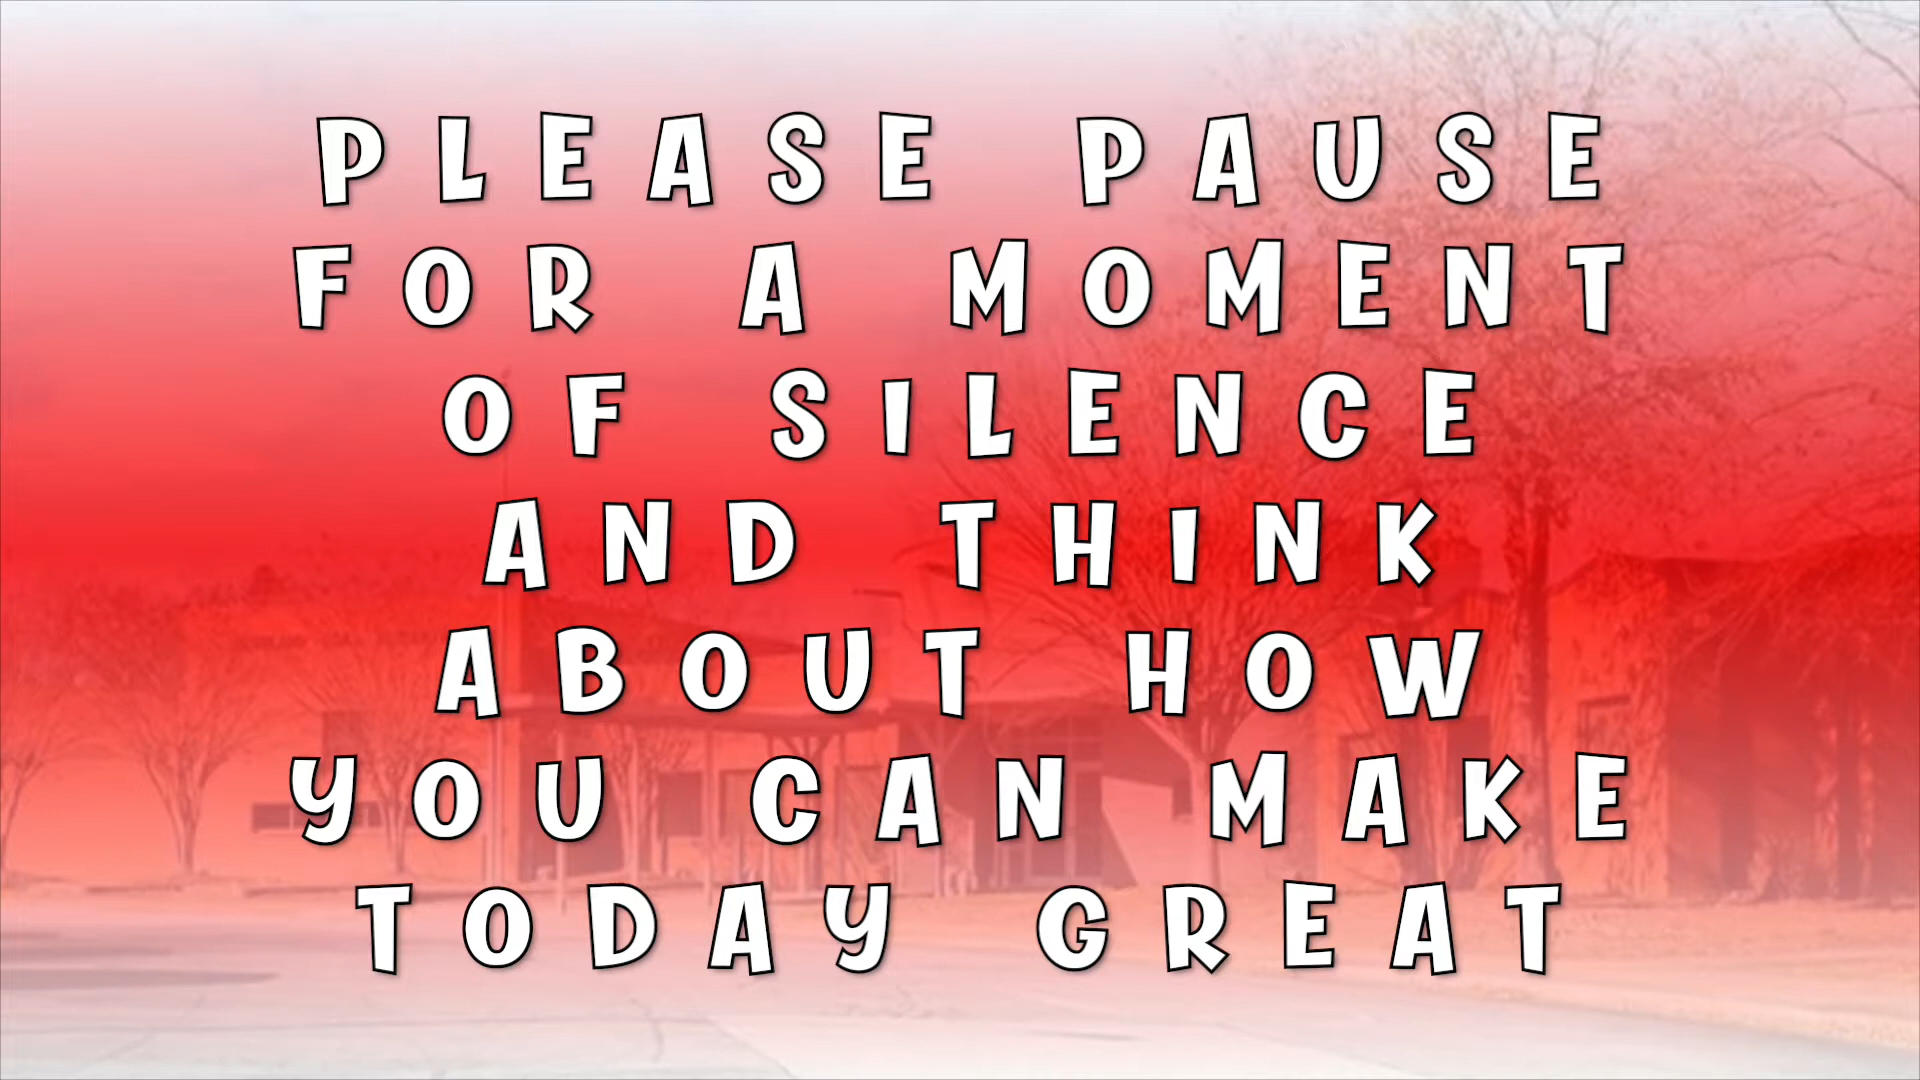 PLEASE PAUSE
FOR A MOMENT
OF SILENCE
AND THINK
ABOUT HOW
YOU CAN MAKE
TODAY GREAT